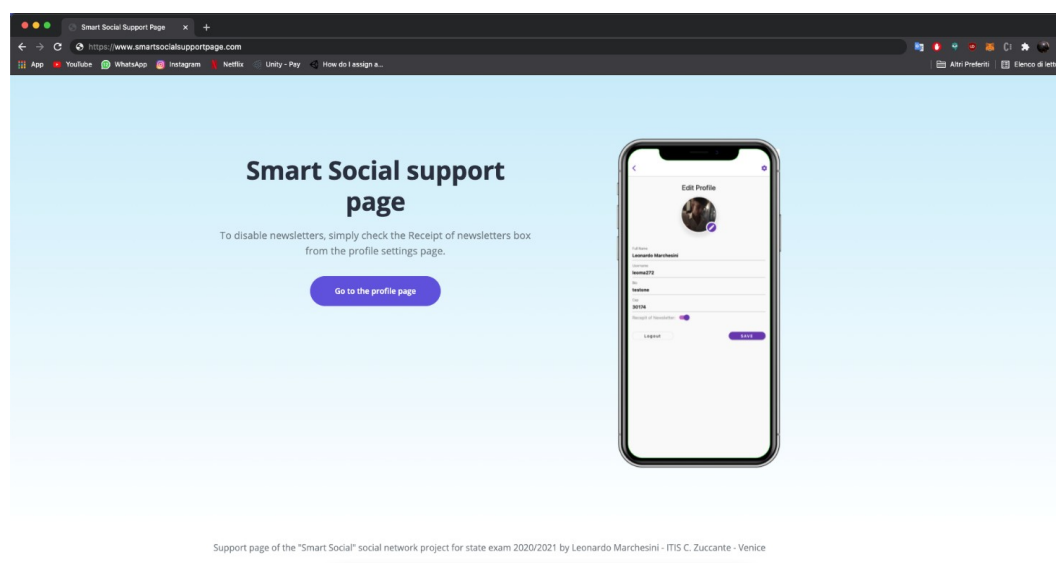 Smart Social Support Page
https://www.smartsocialsupportpage.com
App YouTube WhatsApp Instagram Netflix Unity - Pay How do I assign a...
Altri Preferiti Elenco di lett
Smart Social support
page
To disable newsletters, simply check the Receipt of newsletters box
from the profile settings page.
Go to the profile page
Edit Profile
Full Name
Leonardo Marchesini
Username
leoma272
Bio
testone
30174
Receipt of Newsletter
Logout SAVE
Support page of the "Smart Social" social network project for state exam 2020/2021 by Leonardo Marchesini - ITIS C. Zuccante - Venice